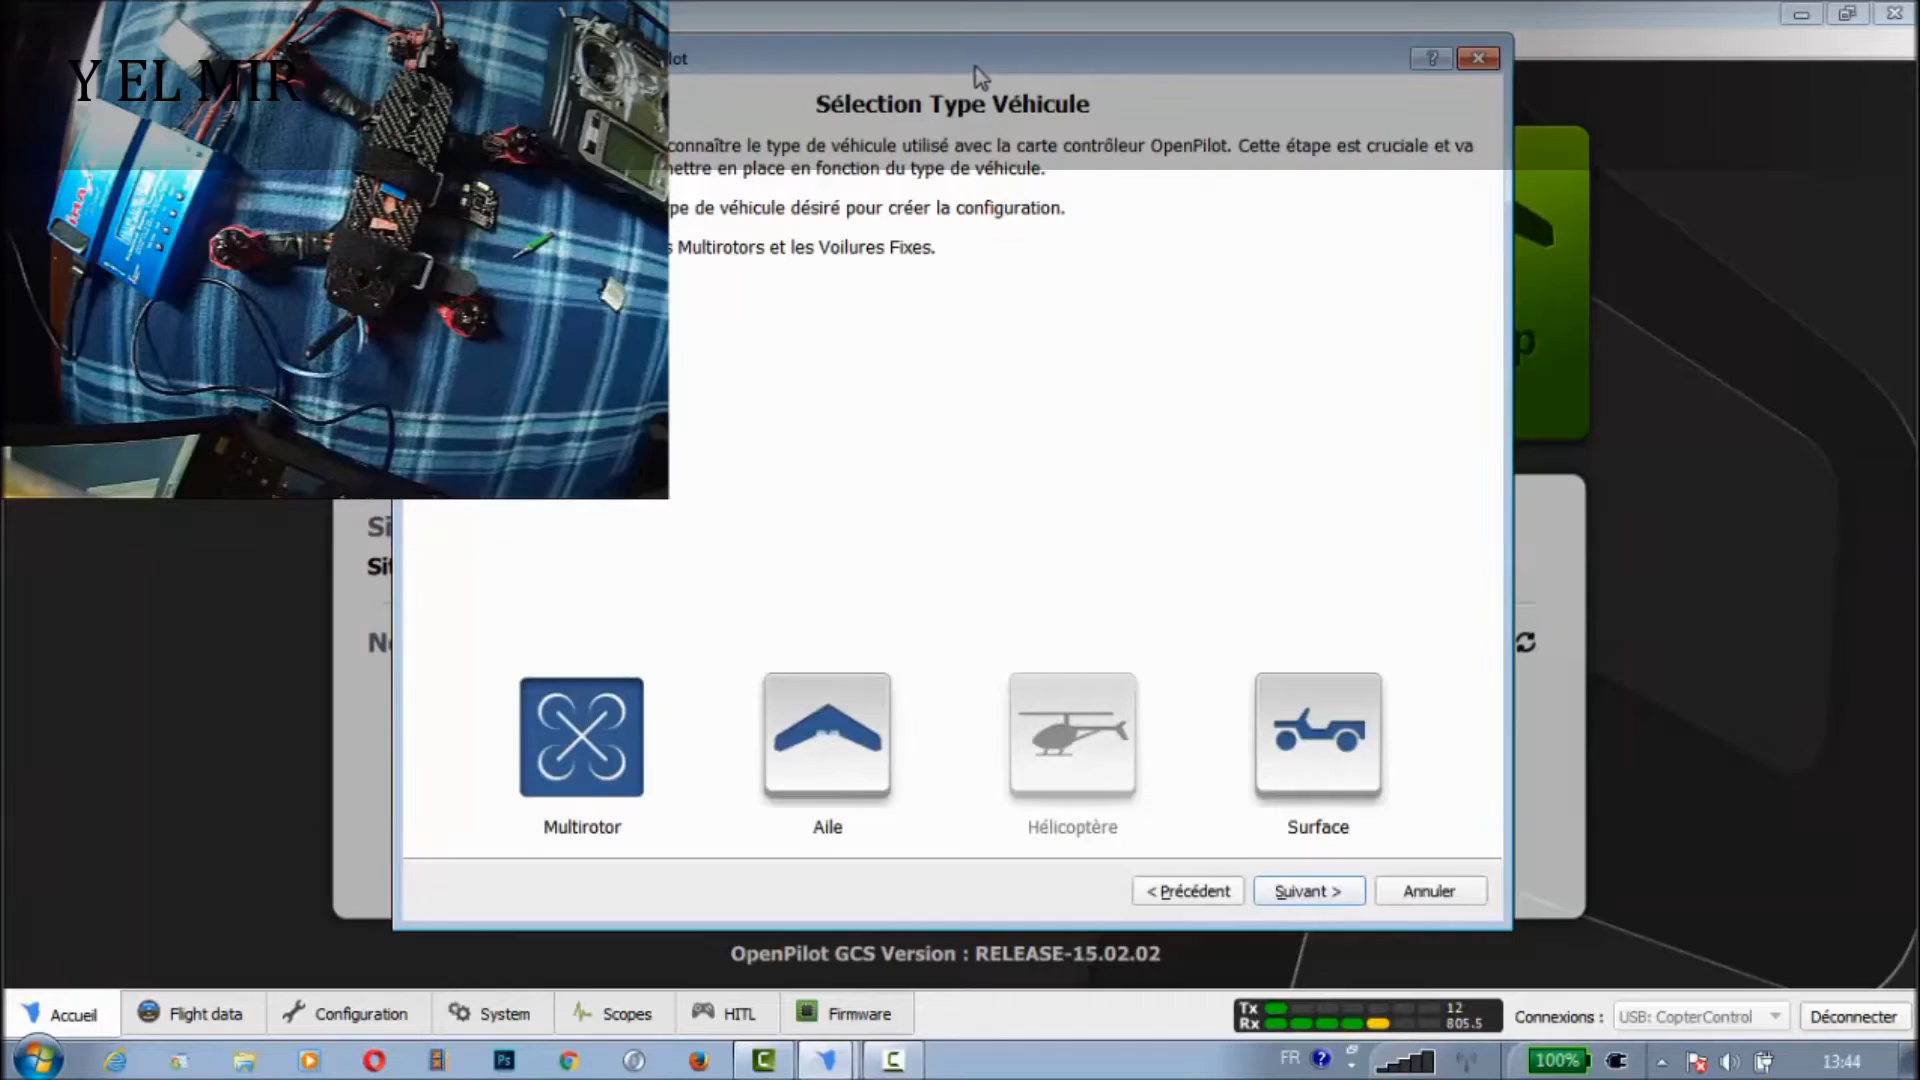 Y EL MIR
lot
Sélection Type Véhicule
connaître le type de véhicule utilisé avec la carte contrôleur OpenPilot. Cette étape est cruciale et va
mettre en place en fonction du type de véhicule.
pe de véhicule désiré pour créer la configuration.
s Multirotors et les Voilures Fixes.
p
Si
Sit
N
Multirotor
Aile
Hélicoptère
Surface
< Précédent
Suivant >
Annuler
OpenPilot GCS Version : RELEASE-15.02.02
Accueil
Flight data
Configuration
System
Scopes
HITL
Firmware
Tx 12
Rx 805.5
Connexions :
USB: CopterControl
Déconnecter
FR
100%
13:44